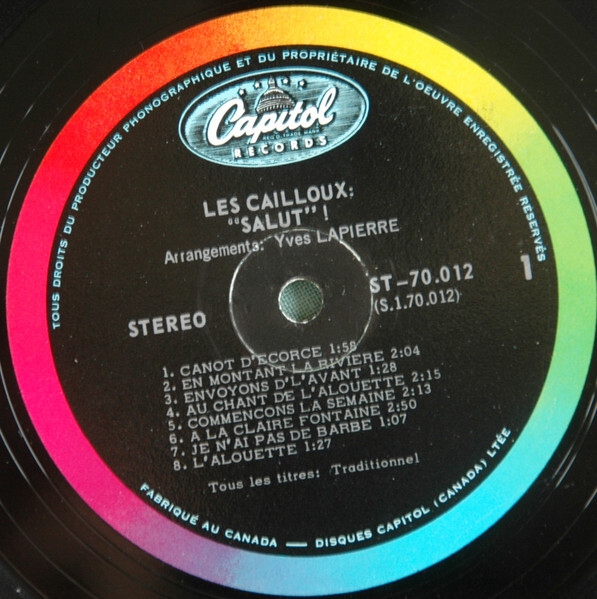 TOUS DROITS DU PRODUCTEUR PHONOGRAPHIQUE ET DU PROPRIÉTAIRE DE L'OEUVRE ENREGISTRÉE RÉSERVÉS
Capitol
REG'D. TRADE MARK
RECORDS
LES CAILLOUX:
"SALUT" !
Arrangements: Yves LAPIERRE
ST-70.012
(S.1.70.012)
1
STEREO
1. CANOT D'ECORCE 1:58
2. EN MONTANT LA RIVIERE 2:04
3. ENVOYONS D'L'AVANT 1:28
4. AU CHANT DE L'ALOUETTE 2:15
5. COMMENCONS LA SEMAINE 2:13
6. A LA CLAIRE FONTAINE 2:50
7. JE N'AI PAS DE BARBE 1:07
8. L'ALOUETTE 1:27
Tous les titres: Traditionnel
FABRIQUÉ AU CANADA — DISQUES CAPITOL (CANADA) LTÉE